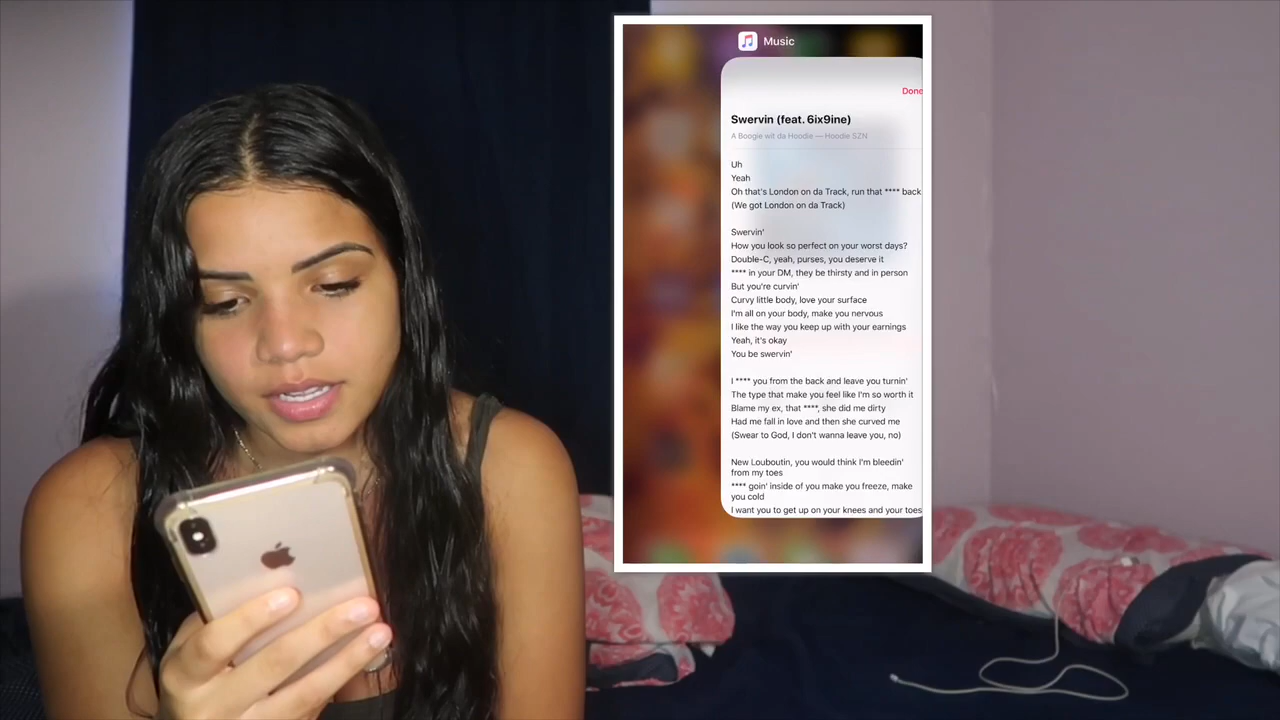 Music
Done
Swervin (feat. 6ix9ine)
A Boogie wit da Hoodie — Hoodie SZN
Uh
Yeah
Oh that's London on da Track, run that **** back
(We got London on da Track)
Swervin'
How you look so perfect on your worst days?
Double-C, yeah, purses, you deserve it
**** in your DM, they be thirsty and in person
But you're curvin'
Curvy little body, love your surface
I'm all on your body, make you nervous
I like the way you keep up with your earnings
Yeah, it's okay
You be swervin'
I **** you from the back and leave you turnin'
The type that make you feel like I'm so worth it
Blame my ex, that ****, she did me dirty
Had me fall in love and then she curved me
(Swear to God, I don't wanna leave you, no)
New Louboutin, you would think I'm bleedin'
from my toes
**** goin' inside of you make you freeze, make
you cold
I want you to get up on your knees and your toes